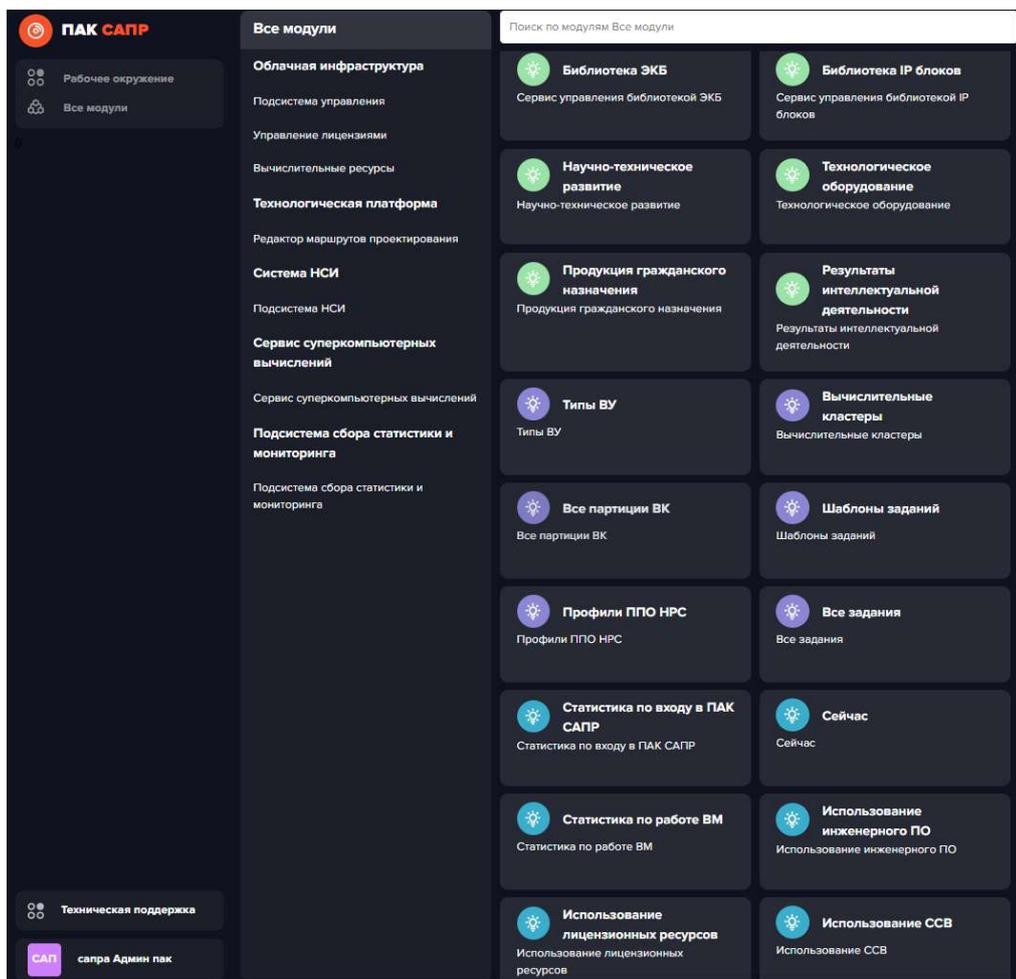 ПАК САПР
Рабочее окружение
Все модули
Техническая поддержка
САП
сапра Админ пак
Все модули
Облачная инфраструктура
Подсистема управления
Управление лицензиями
Вычислительные ресурсы
Технологическая платформа
Редактор маршрутов проектирования
Система НСИ
Подсистема НСИ
Сервис суперкомпьютерных
вычислений
Сервис суперкомпьютерных вычислений
Подсистема сбора статистики и
мониторинга
Подсистема сбора статистики и
мониторинга
Поиск по модулям Все модули
Библиотека ЭКБ
Сервис управления библиотекой ЭКБ
Библиотека IP блоков
Сервис управления библиотекой IP
блоков
Научно-техническое
развитие
Научно-техническое развитие
Технологическое
оборудование
Технологическое оборудование
Продукция гражданского
назначения
Продукция гражданского назначения
Результаты
интеллектуальной
деятельности
Результаты интеллектуальной
деятельности
Типы ВУ
Типы ВУ
Вычислительные
кластеры
Вычислительные кластеры
Все партиции ВК
Все партиции ВК
Шаблоны заданий
Шаблоны заданий
Профили ППО HPC
Профили ППО HPC
Все задания
Все задания
Статистика по входу в ПАК
САПР
Статистика по входу в ПАК САПР
Сейчас
Сейчас
Статистика по работе ВМ
Статистика по работе ВМ
Использование
инженерного ПО
Использование инженерного ПО
Использование
лицензионных ресурсов
Использование лицензионных
ресурсов
Использование ССВ
Использование ССВ